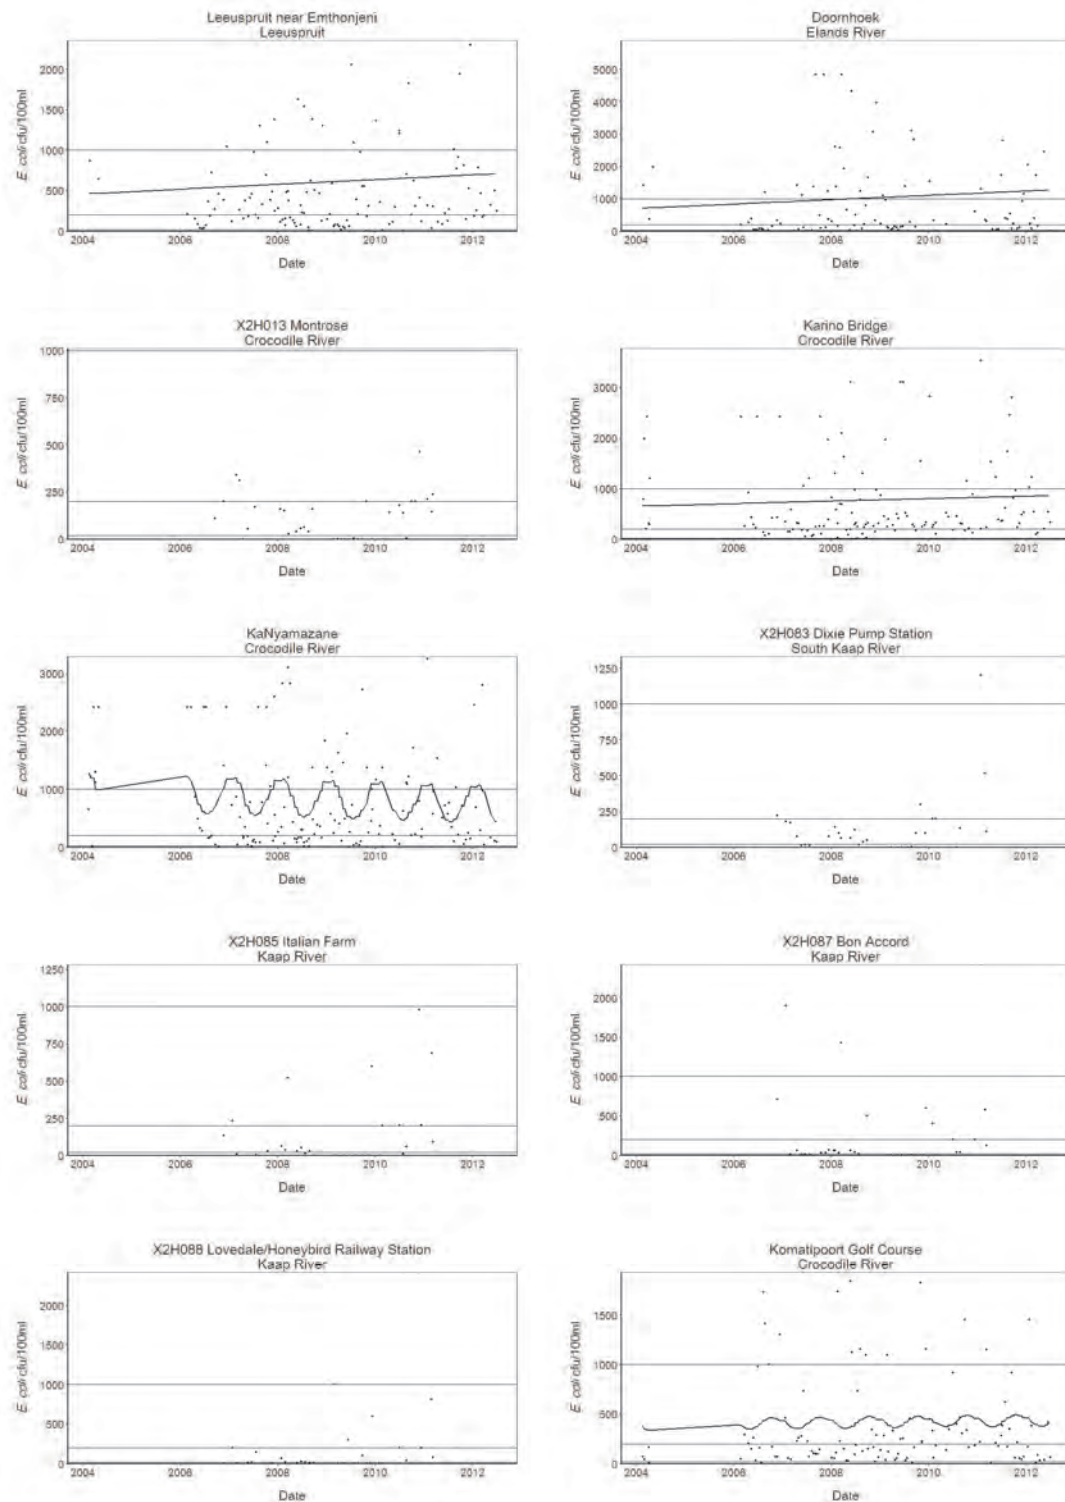 Leeuspruit near Emthonjeni
Leeuspruit
E. coli cfu/100ml
2000
1500
1000
500
0
2004 2006 2008 2010 2012
Date
Doornhoek
Elands River
E. coli cfu/100ml
5000
4000
3000
2000
1000
0
2004 2006 2008 2010 2012
Date
X2H013 Montrose
Crocodile River
E. coli cfu/100ml
1000
750
500
250
0
2004 2006 2008 2010 2012
Date
Karino Bridge
Crocodile River
E. coli cfu/100ml
3000
2000
1000
0
2004 2006 2008 2010 2012
Date
KaNyamazane
Crocodile River
E. coli cfu/100ml
3000
2000
1000
0
2004 2006 2008 2010 2012
Date
X2H083 Dixie Pump Station
South Kaap River
E. coli cfu/100ml
1250
1000
750
500
250
0
2004 2006 2008 2010 2012
Date
X2H085 Italian Farm
Kaap River
E. coli cfu/100ml
1250
1000
750
500
250
0
2004 2006 2008 2010 2012
Date
X2H087 Bon Accord
Kaap River
E. coli cfu/100ml
2000
1500
1000
500
0
2004 2006 2008 2010 2012
Date
X2H088 Lovedale/Honeybird Railway Station
Kaap River
E. coli cfu/100ml
2000
1500
1000
500
0
2004 2006 2008 2010 2012
Date
Komatipoort Golf Course
Crocodile River
E. coli cfu/100ml
1500
1000
500
0
2004 2006 2008 2010 2012
Date